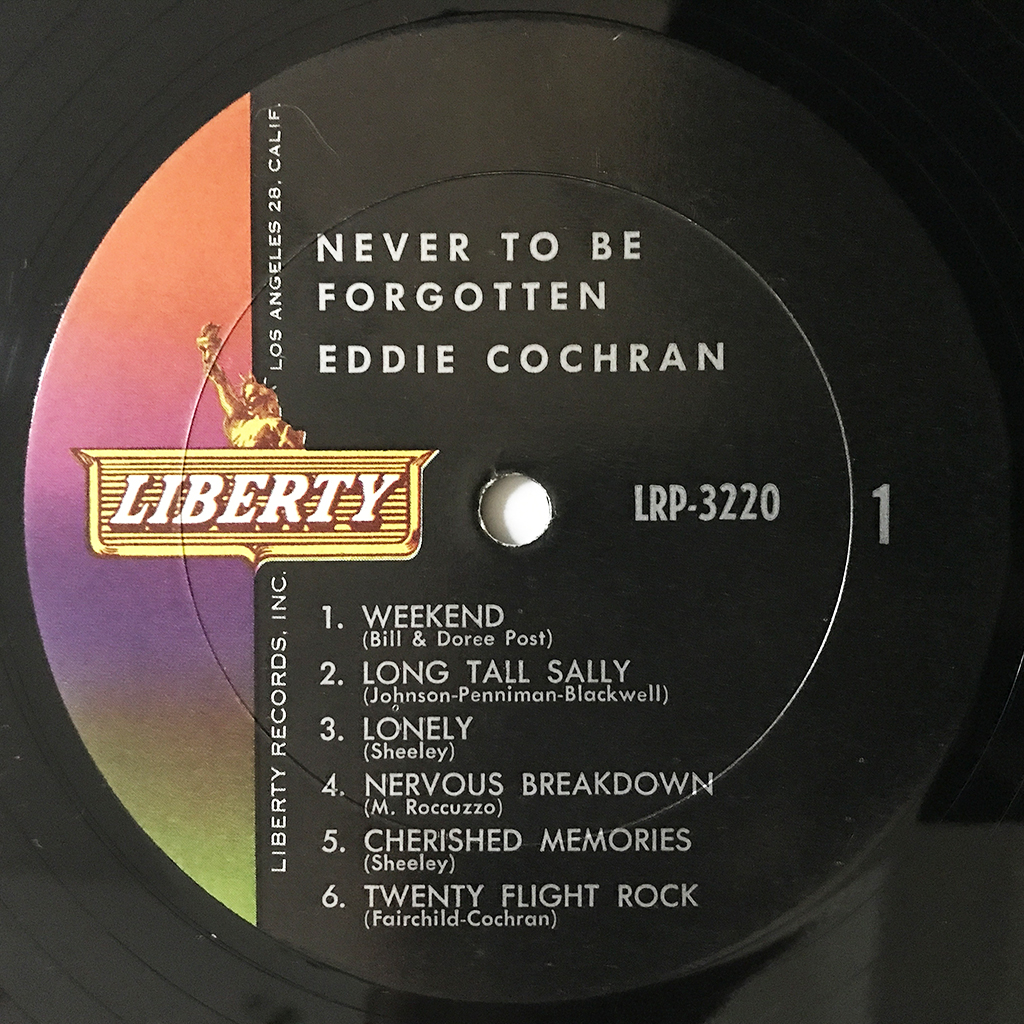 LIBERTY RECORDS, INC. LOS ANGELES 28, CALIF.
NEVER TO BE
FORGOTTEN
EDDIE COCHRAN
LIBERTY
LRP-3220
1
1. WEEKEND
(Bill & Doree Post)
2. LONG TALL SALLY
(Johnson-Penniman-Blackwell)
3. LONELY
(Sheeley)
4. NERVOUS BREAKDOWN
(M. Roccuzzo)
5. CHERISHED MEMORIES
(Sheeley)
6. TWENTY FLIGHT ROCK
(Fairchild-Cochran)